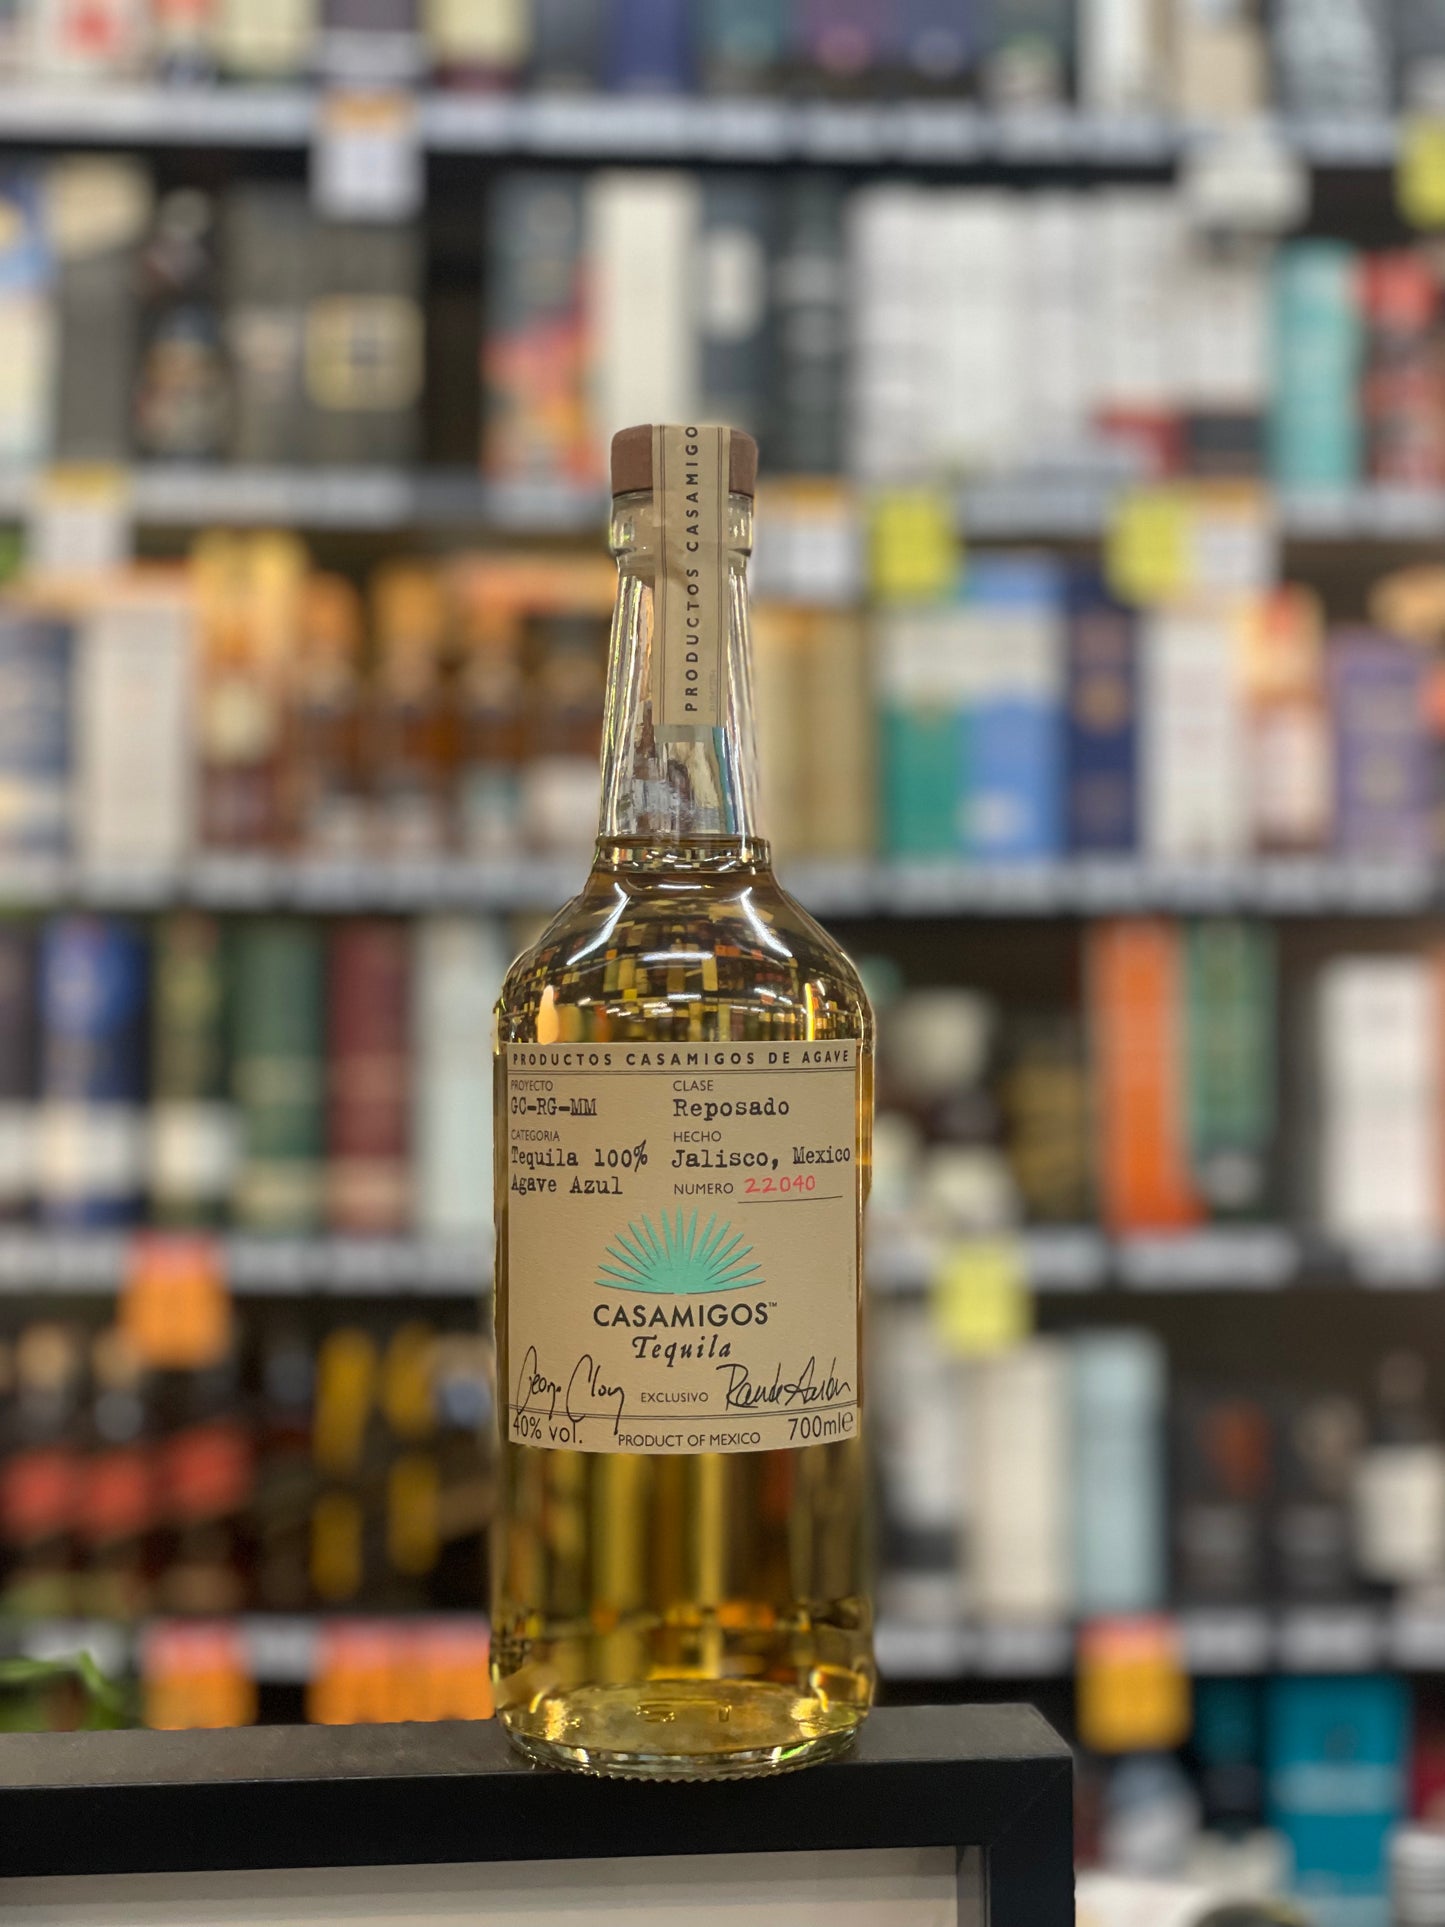 PRODUCTOS CASAMIGO
PRODUCTOS CASAMIGOS DE AGAVE
PROYECTO
GC-RG-MM
CLASE
Reposado
CATEGORIA
Tequila 100%
Agave Azul
HECHO
Jalisco, Mexico
NUMERO 22040
CASAMIGOS™
Tequila
EXCLUSIVO
40% vol.
PRODUCT OF MEXICO
700ml℮